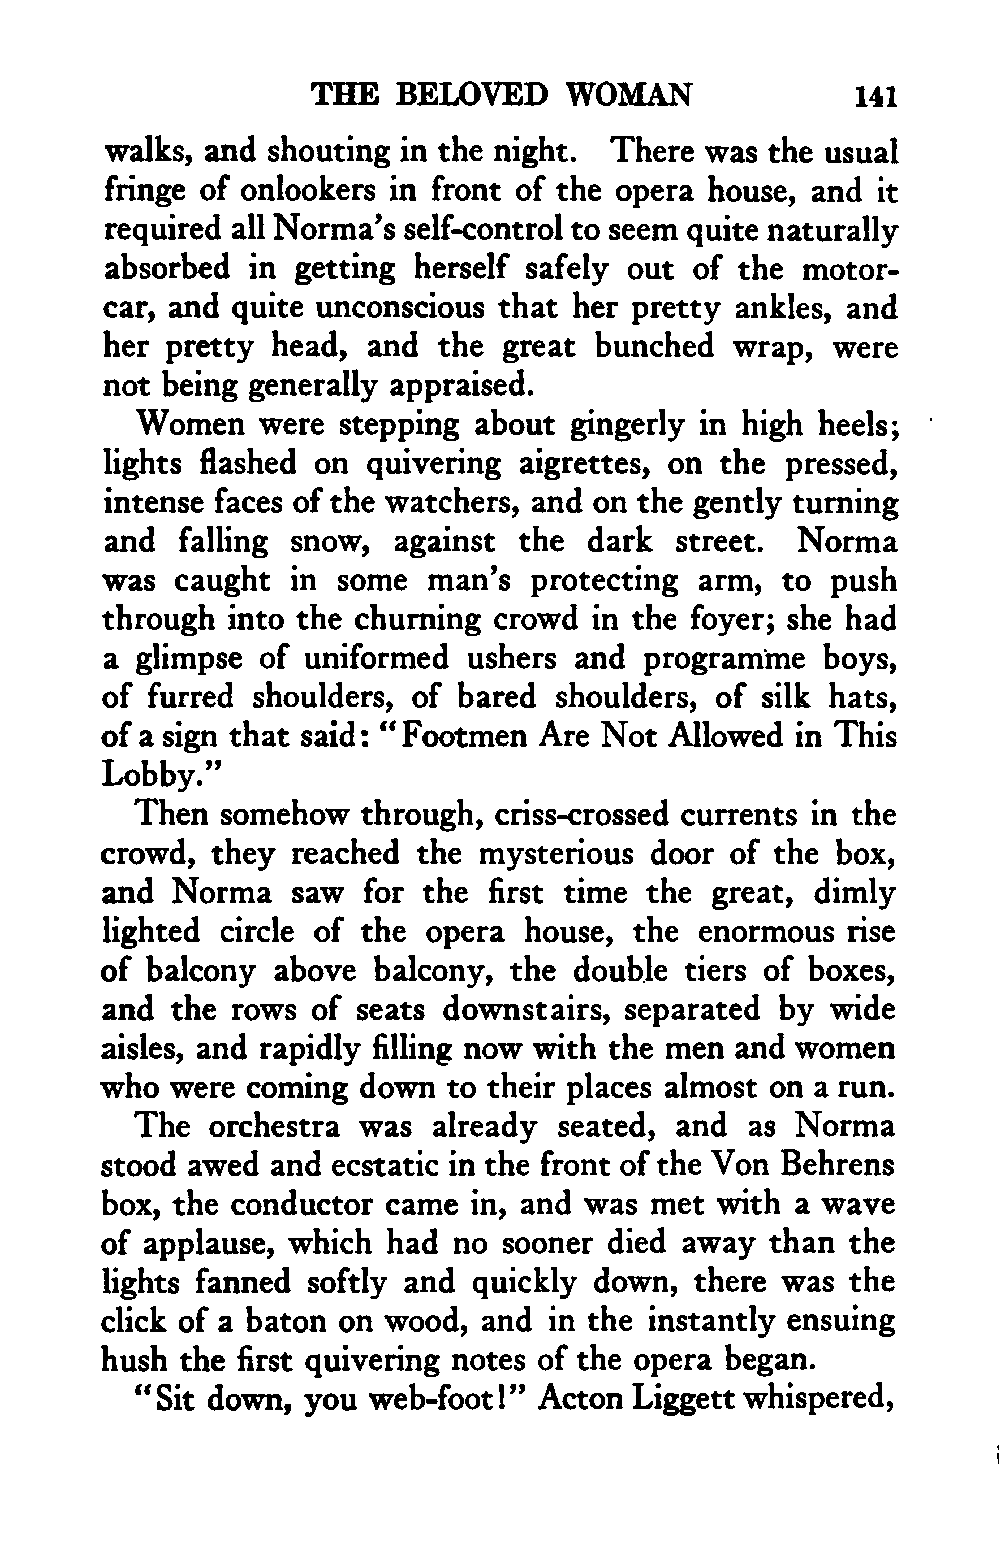 THE BELOVED WOMAN 141
walks, and shouting in the night. There was the usual
fringe of onlookers in front of the opera house, and it
required all Norma's self-control to seem quite naturally
absorbed in getting herself safely out of the motor-
car, and quite unconscious that her pretty ankles, and
her pretty head, and the great bunched wrap, were
not being generally appraised.
Women were stepping about gingerly in high heels;
lights flashed on quivering aigrettes, on the pressed,
intense faces of the watchers, and on the gently turning
and falling snow, against the dark street. Norma
was caught in some man's protecting arm, to push
through into the churning crowd in the foyer; she had
a glimpse of uniformed ushers and programme boys,
of furred shoulders, of bared shoulders, of silk hats,
of a sign that said: "Footmen Are Not Allowed in This
Lobby."
Then somehow through, criss-crossed currents in the
crowd, they reached the mysterious door of the box,
and Norma saw for the first time the great, dimly
lighted circle of the opera house, the enormous rise
of balcony above balcony, the double tiers of boxes,
and the rows of seats downstairs, separated by wide
aisles, and rapidly filling now with the men and women
who were coming down to their places almost on a run.
The orchestra was already seated, and as Norma
stood awed and ecstatic in the front of the Von Behrens
box, the conductor came in, and was met with a wave
of applause, which had no sooner died away than the
lights fanned softly and quickly down, there was the
click of a baton on wood, and in the instantly ensuing
hush the first quivering notes of the opera began.
"Sit down, you web-foot!" Acton Liggett whispered,